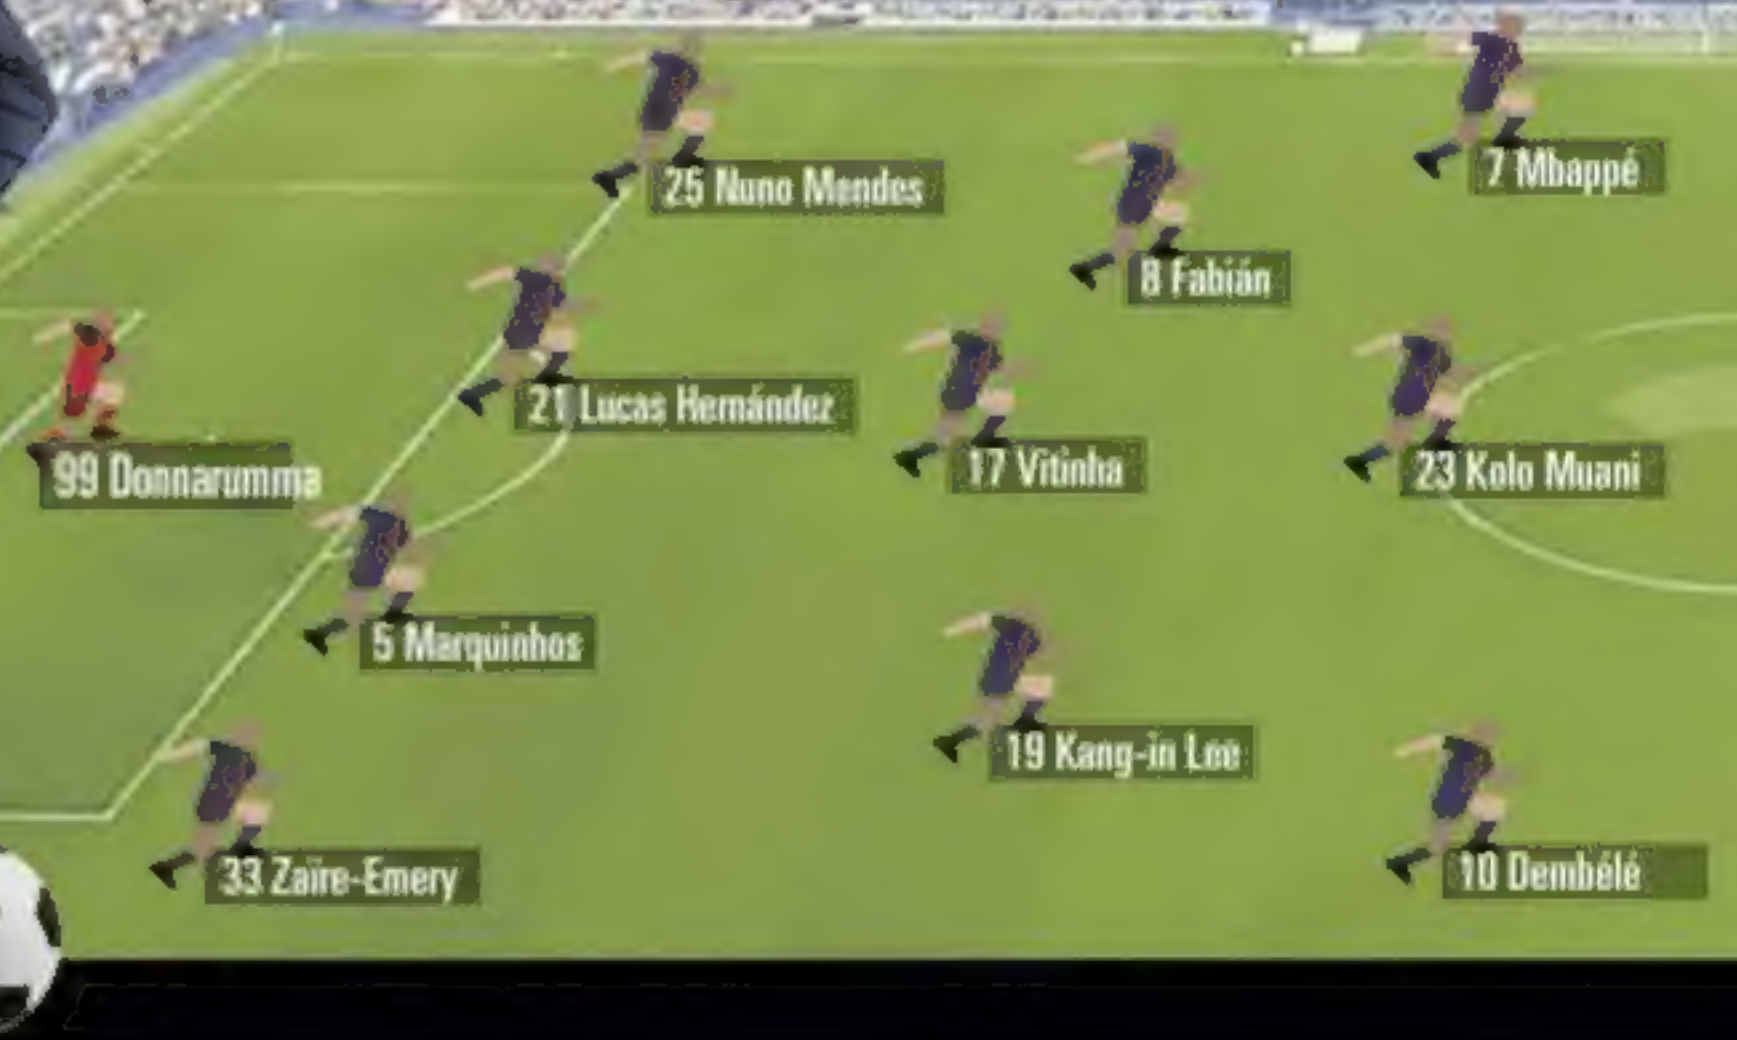 25 Nuno Mendes
7 Mbappé
8 Fabián
21 Lucas Hernández
17 Vitinha
23 Kolo Muani
99 Donnarumma
5 Marquinhos
19 Kang-in Lee
33 Zaïre-Emery
10 Dembélé